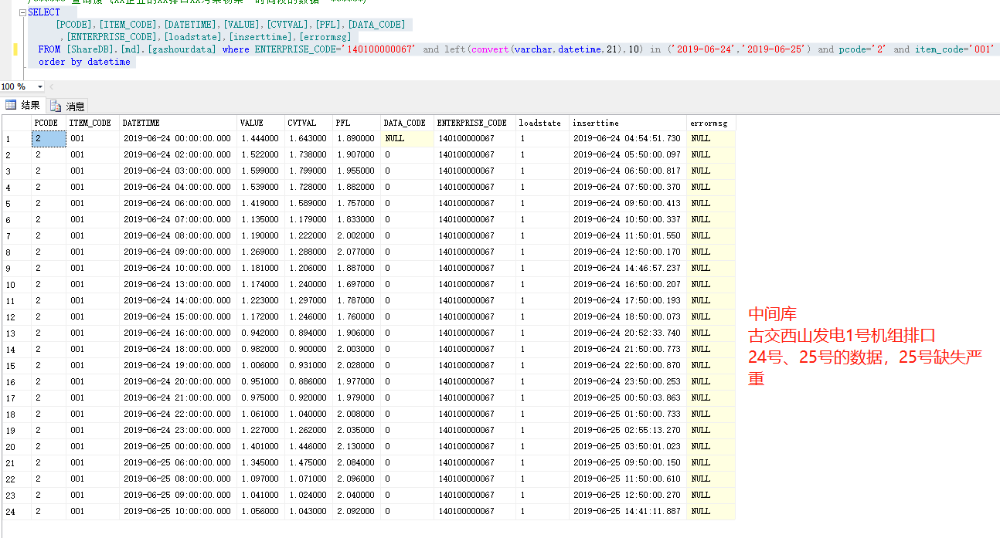 SELECT
[PCODE],[ITEM_CODE],[DATETIME],[VALUE],[CVTVAL],[PFL],[DATA_CODE]
,[ENTERPRISE_CODE],[loadstate],[inserttime],[errormsg]
FROM [ShareDB].[md].[gashourdata] where ENTERPRISE_CODE='140100000067' and left(convert(varchar,datetime,21),10) in ('2019-06-24','2019-06-25') and pcode='2' and item_code='001'
order by datetime
100 %
结果 消息
PCODE ITEM_CODE DATETIME VALUE CVTVAL PFL DATA_CODE ENTERPRISE_CODE loadstate inserttime errormsg
1 2 001 2019-06-24 00:00:00.000 1.444000 1.643000 1.890000 NULL 140100000067 1 2019-06-24 04:54:51.730 NULL
2 2 001 2019-06-24 02:00:00.000 1.522000 1.738000 1.907000 0 140100000067 1 2019-06-24 05:50:00.097 NULL
3 2 001 2019-06-24 03:00:00.000 1.599000 1.799000 1.955000 0 140100000067 1 2019-06-24 06:50:00.817 NULL
4 2 001 2019-06-24 04:00:00.000 1.539000 1.728000 1.882000 0 140100000067 1 2019-06-24 07:50:00.370 NULL
5 2 001 2019-06-24 06:00:00.000 1.419000 1.589000 1.757000 0 140100000067 1 2019-06-24 09:50:00.413 NULL
6 2 001 2019-06-24 07:00:00.000 1.135000 1.179000 1.833000 0 140100000067 1 2019-06-24 10:50:00.337 NULL
7 2 001 2019-06-24 08:00:00.000 1.190000 1.222000 2.002000 0 140100000067 1 2019-06-24 11:50:01.550 NULL
8 2 001 2019-06-24 09:00:00.000 1.269000 1.288000 2.077000 0 140100000067 1 2019-06-24 12:50:00.170 NULL
9 2 001 2019-06-24 10:00:00.000 1.181000 1.206000 1.887000 0 140100000067 1 2019-06-24 14:46:57.237 NULL
10 2 001 2019-06-24 13:00:00.000 1.174000 1.240000 1.697000 0 140100000067 1 2019-06-24 16:50:00.207 NULL
11 2 001 2019-06-24 14:00:00.000 1.223000 1.297000 1.787000 0 140100000067 1 2019-06-24 17:50:00.193 NULL
12 2 001 2019-06-24 15:00:00.000 1.172000 1.246000 1.760000 0 140100000067 1 2019-06-24 18:50:00.073 NULL
13 2 001 2019-06-24 16:00:00.000 0.942000 0.894000 1.906000 0 140100000067 1 2019-06-24 20:52:33.740 NULL
14 2 001 2019-06-24 18:00:00.000 0.982000 0.900000 2.003000 0 140100000067 1 2019-06-24 21:50:00.773 NULL
15 2 001 2019-06-24 19:00:00.000 1.006000 0.931000 2.028000 0 140100000067 1 2019-06-24 22:50:00.870 NULL
16 2 001 2019-06-24 20:00:00.000 0.951000 0.886000 1.977000 0 140100000067 1 2019-06-24 23:50:00.253 NULL
17 2 001 2019-06-24 21:00:00.000 0.975000 0.920000 1.979000 0 140100000067 1 2019-06-25 00:50:03.863 NULL
18 2 001 2019-06-24 22:00:00.000 1.061000 1.040000 2.008000 0 140100000067 1 2019-06-25 01:50:00.733 NULL
19 2 001 2019-06-24 23:00:00.000 1.227000 1.262000 2.035000 0 140100000067 1 2019-06-25 02:55:13.270 NULL
20 2 001 2019-06-25 00:00:00.000 1.401000 1.446000 2.130000 0 140100000067 1 2019-06-25 03:50:01.023 NULL
21 2 001 2019-06-25 06:00:00.000 1.345000 1.475000 2.084000 0 140100000067 1 2019-06-25 09:50:00.150 NULL
22 2 001 2019-06-25 08:00:00.000 1.097000 1.071000 2.096000 0 140100000067 1 2019-06-25 11:50:00.610 NULL
23 2 001 2019-06-25 09:00:00.000 1.041000 1.024000 2.040000 0 140100000067 1 2019-06-25 12:50:00.270 NULL
24 2 001 2019-06-25 10:00:00.000 1.056000 1.043000 2.092000 0 140100000067 1 2019-06-25 14:41:11.887 NULL
中间库
古交西山发电1号机组排口
24号、25号的数据，25号缺失严
重